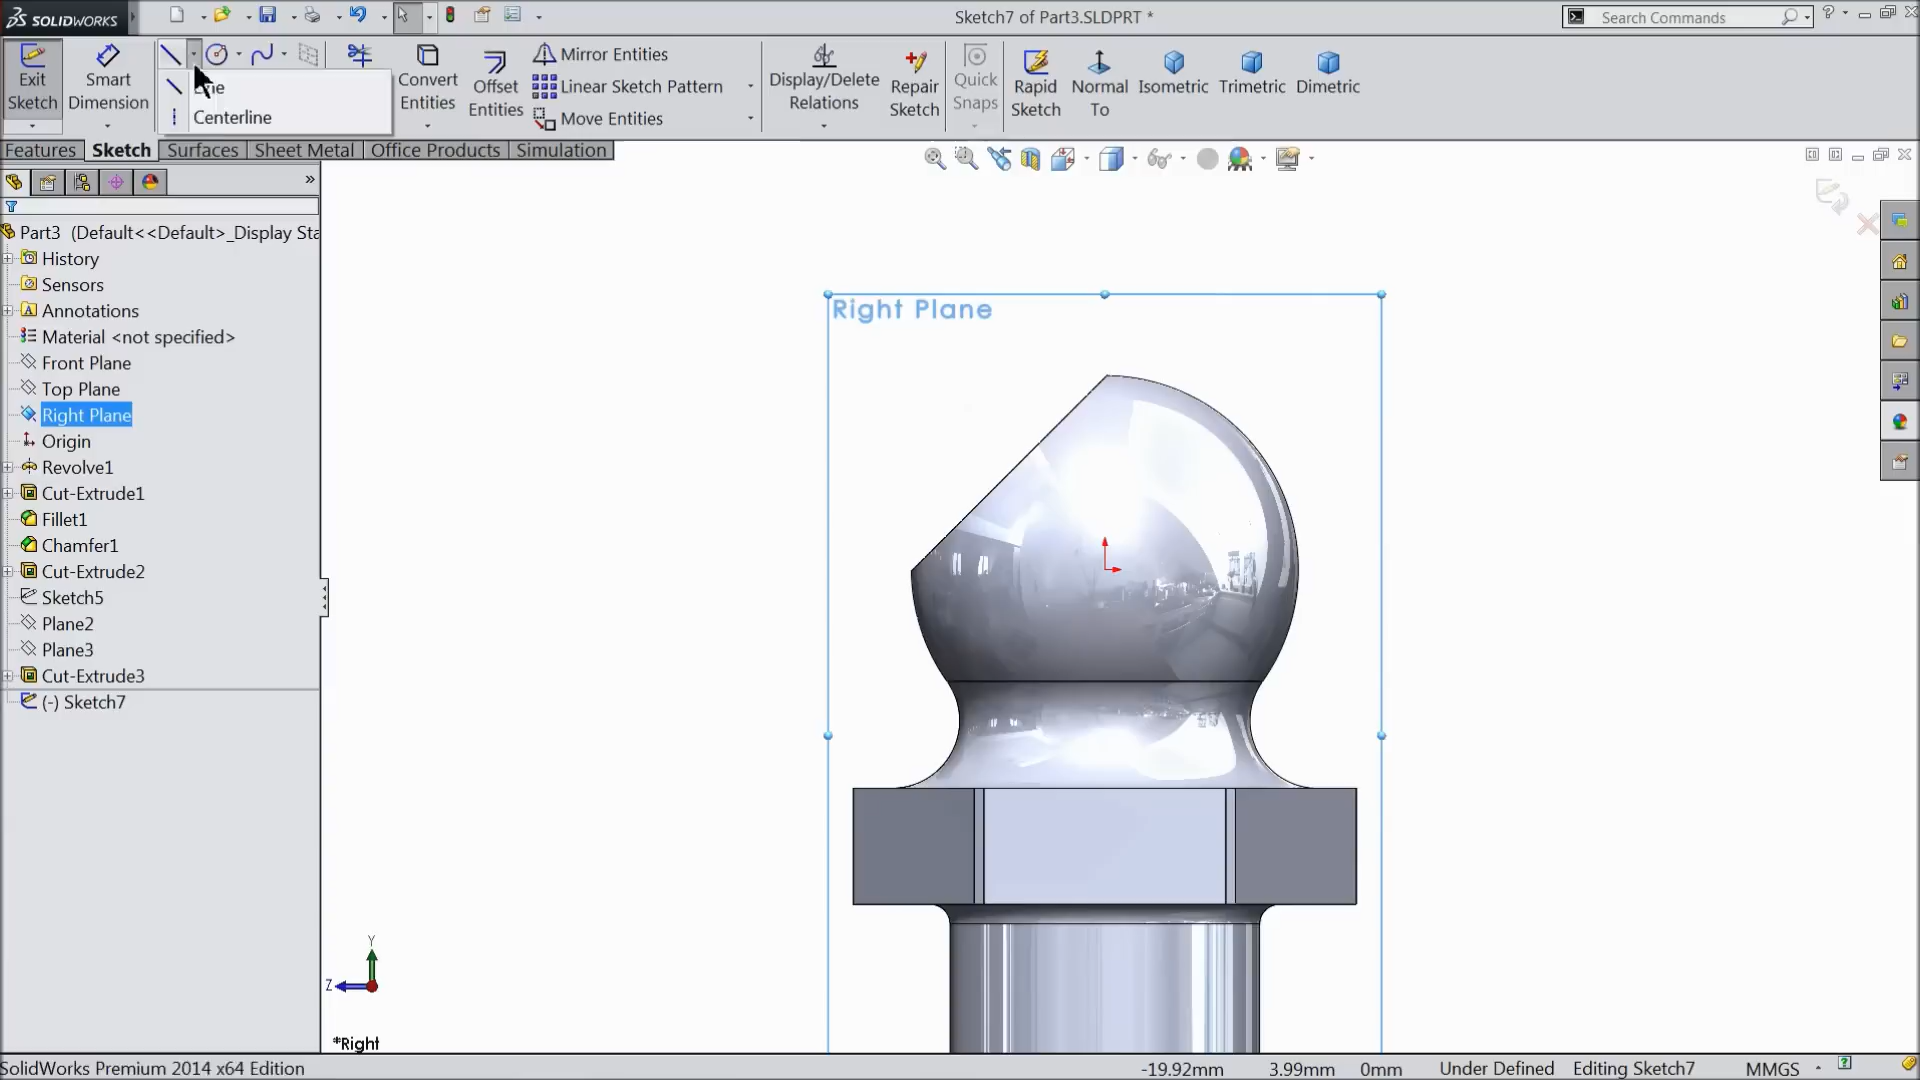 SOLIDWORKS
Sketch7 of Part3.SLDPRT *
Search Commands
?
Exit Sketch
Smart Dimension
Line
Centerline
Convert Entities
Offset Entities
Mirror Entities
Linear Sketch Pattern
Move Entities
Display/Delete Relations
Repair Sketch
Quick Snaps
Rapid Sketch
Normal To
Isometric
Trimetric
Dimetric
Features
Sketch
Surfaces
Sheet Metal
Office Products
Simulation
»
Part3 (Default<<Default>_Display Sta
History
Sensors
Annotations
Material <not specified>
Front Plane
Top Plane
Right Plane
Origin
Revolve1
Cut-Extrude1
Fillet1
Chamfer1
Cut-Extrude2
Sketch5
Plane2
Plane3
Cut-Extrude3
(-) Sketch7
Right Plane
Y
Z
*Right
SolidWorks Premium 2014 x64 Edition
-19.92mm
3.99mm
0mm
Under Defined
Editing Sketch7
MMGS